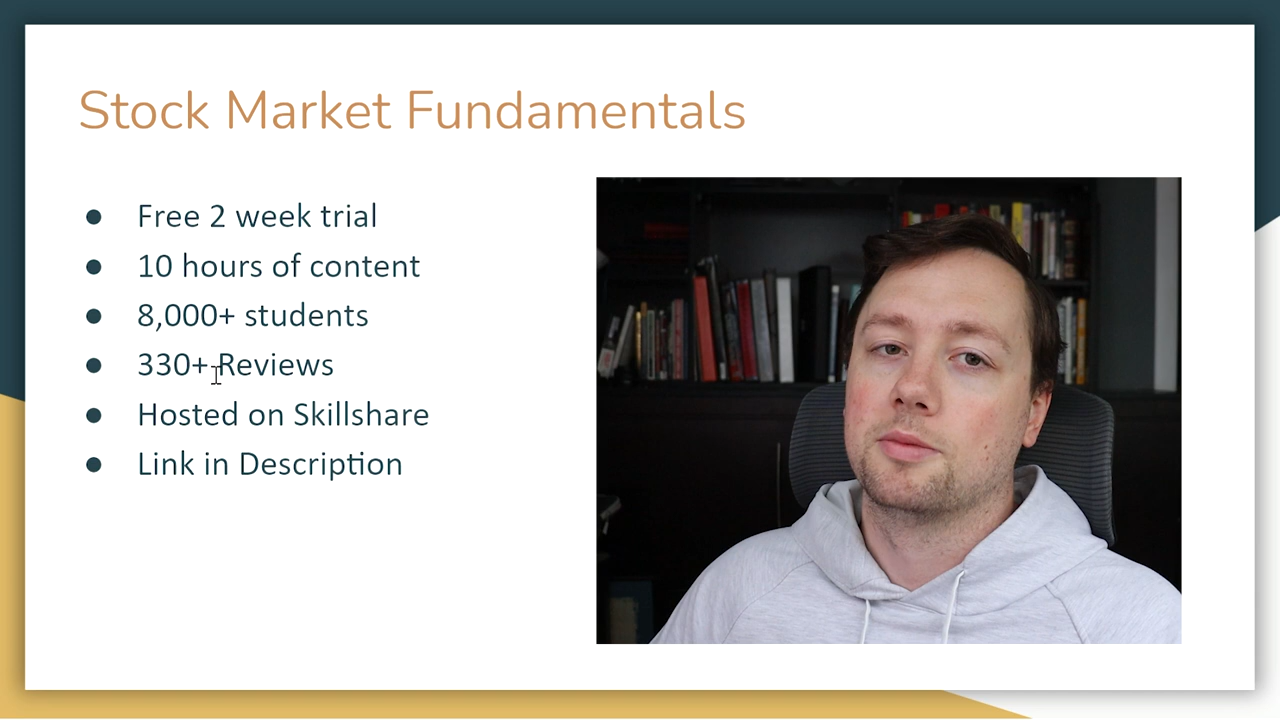 Stock Market Fundamentals
● Free 2 week trial
● 10 hours of content
● 8,000+ students
● 330+ Reviews
● Hosted on Skillshare
● Link in Description